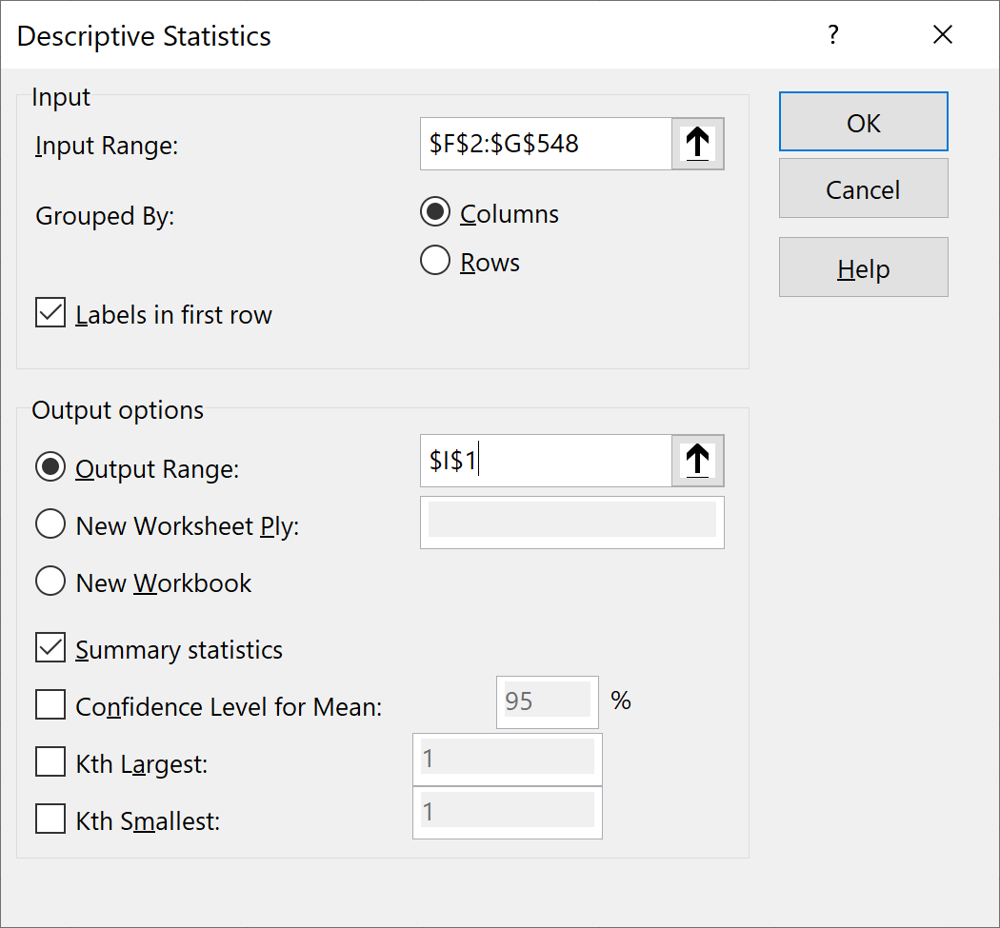 Descriptive Statistics ?
Input
Input Range: $F$2:$G$548
OK
Cancel
Grouped By: Columns
Rows
Help
Labels in first row
Output options
Output Range: $I$1
New Worksheet Ply:
New Workbook
Summary statistics
Confidence Level for Mean: 95 %
Kth Largest: 1
Kth Smallest: 1